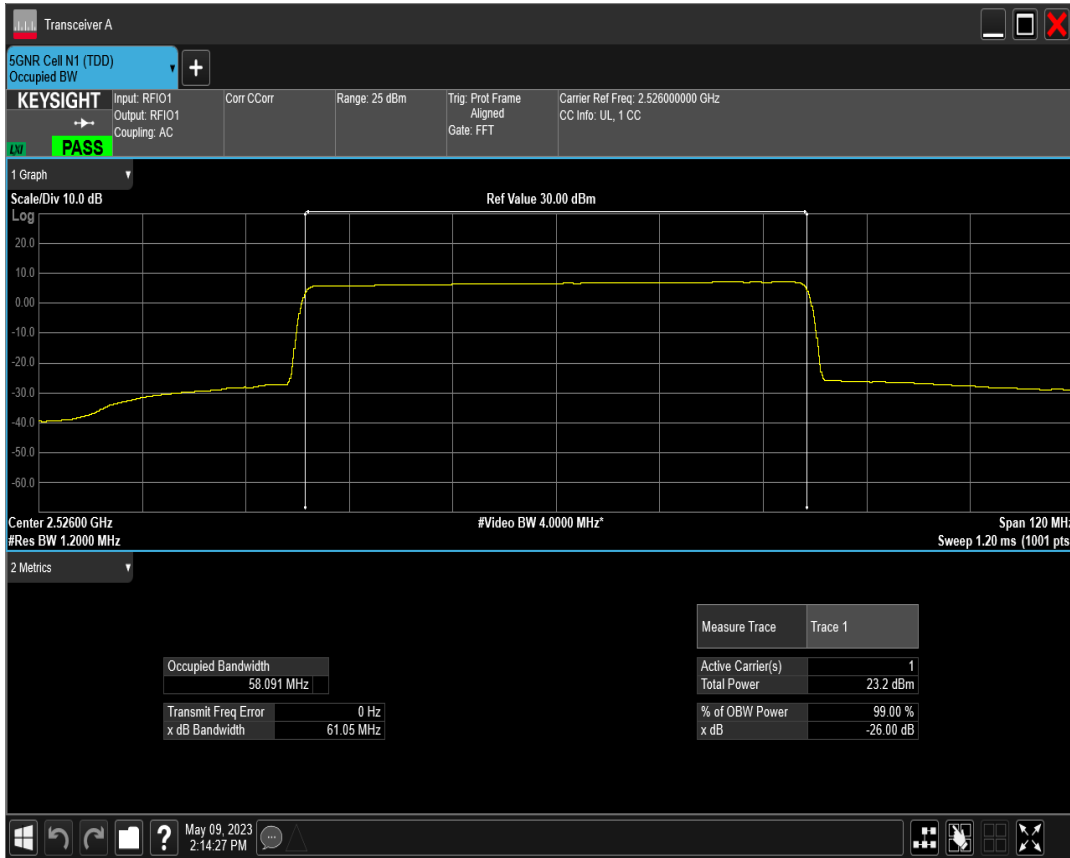 Transceiver A
5GNR Cell N1 (TDD)
Occupied BW
+
KEYSIGHT
Input: RFIO1
Output: RFIO1
Coupling: AC
Corr CCorr
Range: 25 dBm
Trig: Prot Frame
Aligned
Gate: FFT
Carrier Ref Freq: 2.526000000 GHz
CC Info: UL, 1 CC
LXI
PASS
1 Graph
Scale/Div 10.0 dB
Ref Value 30.00 dBm
Log
20.0
10.0
0.00
-10.0
-20.0
-30.0
-40.0
-50.0
-60.0
Center 2.52600 GHz
#Video BW 4.0000 MHz*
Span 120 MHz
#Res BW 1.2000 MHz
Sweep 1.20 ms (1001 pts
2 Metrics
Measure Trace Trace 1
Occupied Bandwidth
58.091 MHz
Active Carrier(s) 1
Total Power 23.2 dBm
Transmit Freq Error 0 Hz
x dB Bandwidth 61.05 MHz
% of OBW Power 99.00 %
x dB -26.00 dB
?
May 09, 2023
2:14:27 PM